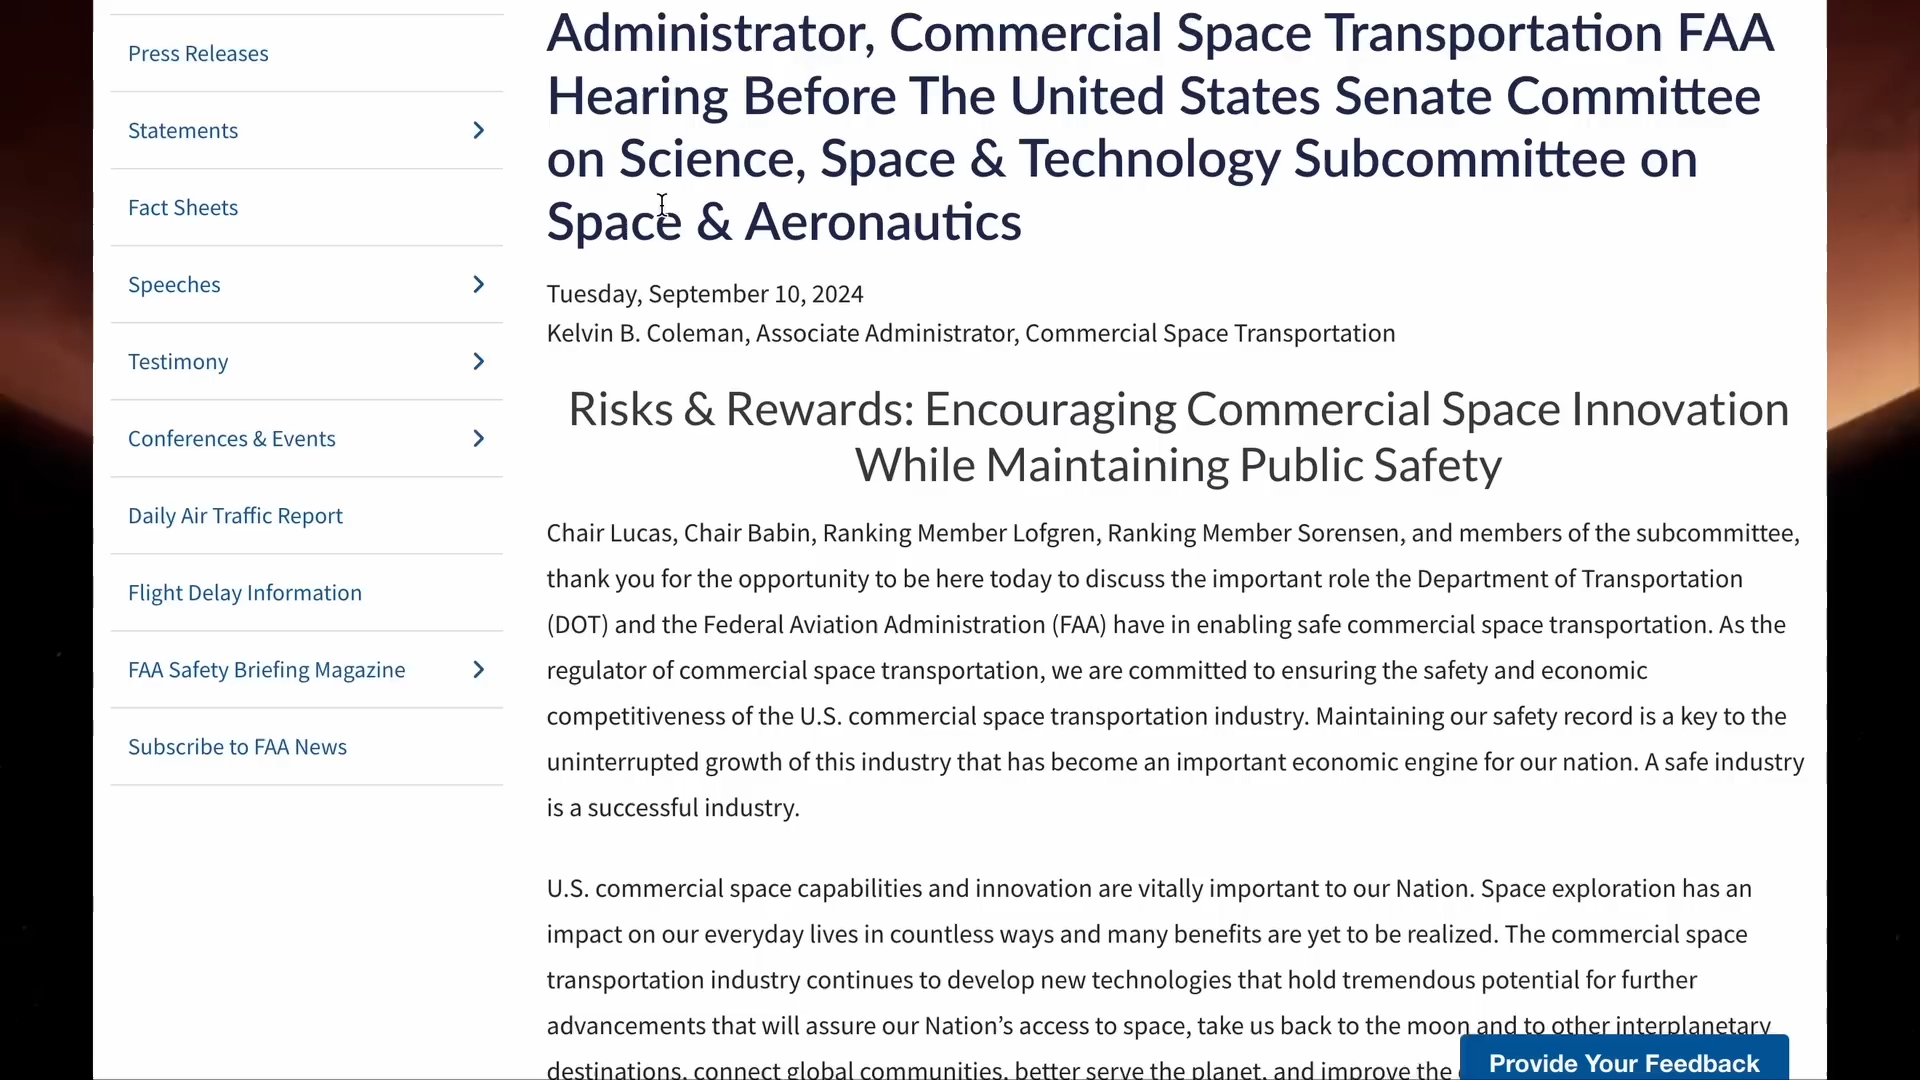 Press Releases
Statements
Fact Sheets
Speeches
Testimony
Conferences & Events
Daily Air Traffic Report
Flight Delay Information
FAA Safety Briefing Magazine
Subscribe to FAA News
Administrator, Commercial Space Transportation FAA
Hearing Before The United States Senate Committee
on Science, Space & Technology Subcommittee on
Space & Aeronautics
Tuesday, September 10, 2024
Kelvin B. Coleman, Associate Administrator, Commercial Space Transportation
Risks & Rewards: Encouraging Commercial Space Innovation
While Maintaining Public Safety
Chair Lucas, Chair Babin, Ranking Member Lofgren, Ranking Member Sorensen, and members of the subcommittee,
thank you for the opportunity to be here today to discuss the important role the Department of Transportation
(DOT) and the Federal Aviation Administration (FAA) have in enabling safe commercial space transportation. As the
regulator of commercial space transportation, we are committed to ensuring the safety and economic
competitiveness of the U.S. commercial space transportation industry. Maintaining our safety record is a key to the
uninterrupted growth of this industry that has become an important economic engine for our nation. A safe industry
is a successful industry.
U.S. commercial space capabilities and innovation are vitally important to our Nation. Space exploration has an
impact on our everyday lives in countless ways and many benefits are yet to be realized. The commercial space
transportation industry continues to develop new technologies that hold tremendous potential for further
advancements that will assure our Nation’s access to space, take us back to the moon and to other interplanetary
destinations, connect global communities, better serve the planet, and improve the
Provide Your Feedback